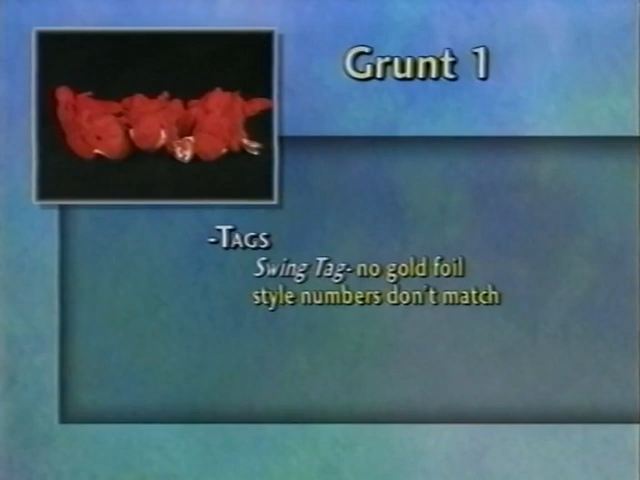 Grunt 1
-TAGS
Swing Tag- no gold foil
style numbers don't match